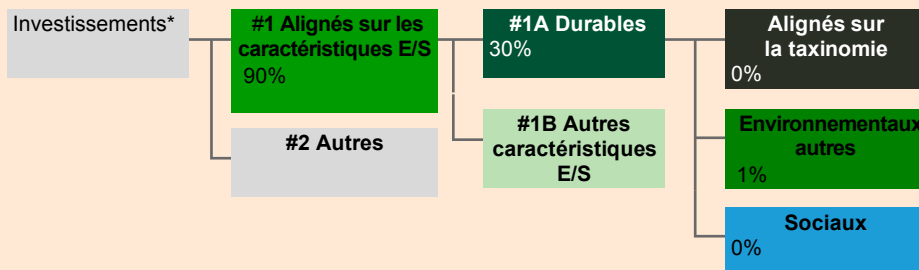 Investissements*
#1 Alignés sur les
caractéristiques E/S
90%
#2 Autres
#1A Durables
30%
#1B Autres
caractéristiques
E/S
Alignés sur
la taxinomie
0%
Environnementaux
autres
1%
Sociaux
0%